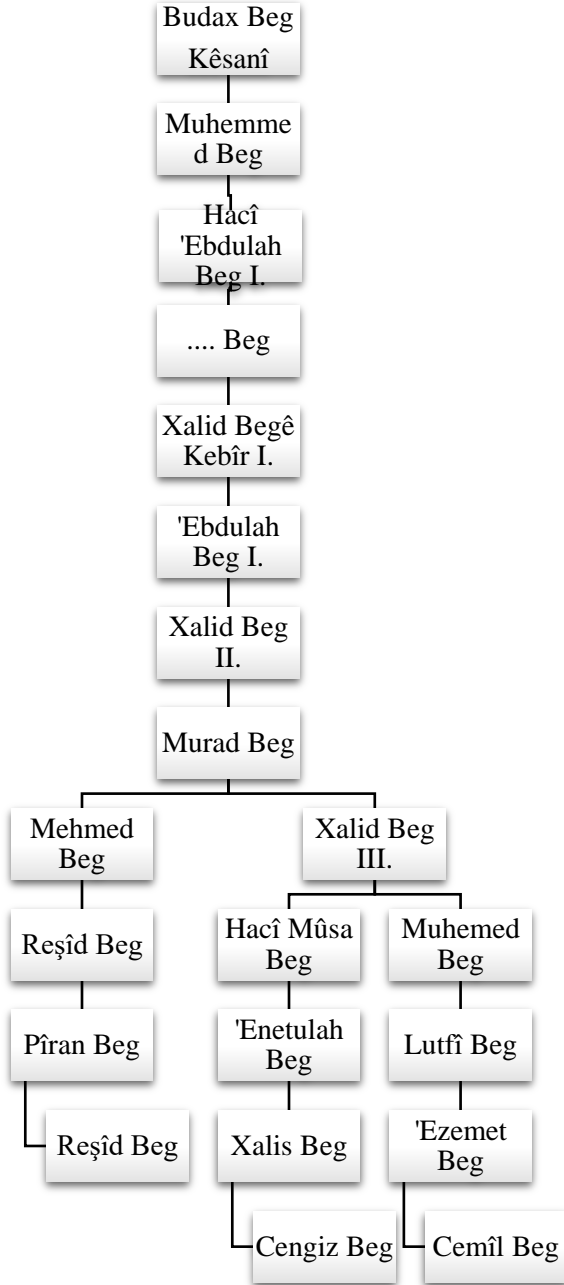 Budax Beg
Kêsanî
Muhemme
d Beg
Hacî
'Ebdulah
Beg I.
.... Beg
Xalid Begê
Kebîr I.
'Ebdulah
Beg I.
Xalid Beg
II.
Murad Beg
Mehmed
Beg
Xalid Beg
III.
Reşîd Beg
Hacî Mûsa
Beg
Muhemed
Beg
Pîran Beg
'Enetulah
Beg
Lutfî Beg
Reşîd Beg
Xalis Beg
'Ezemet
Beg
Cengiz Beg
Cemîl Beg